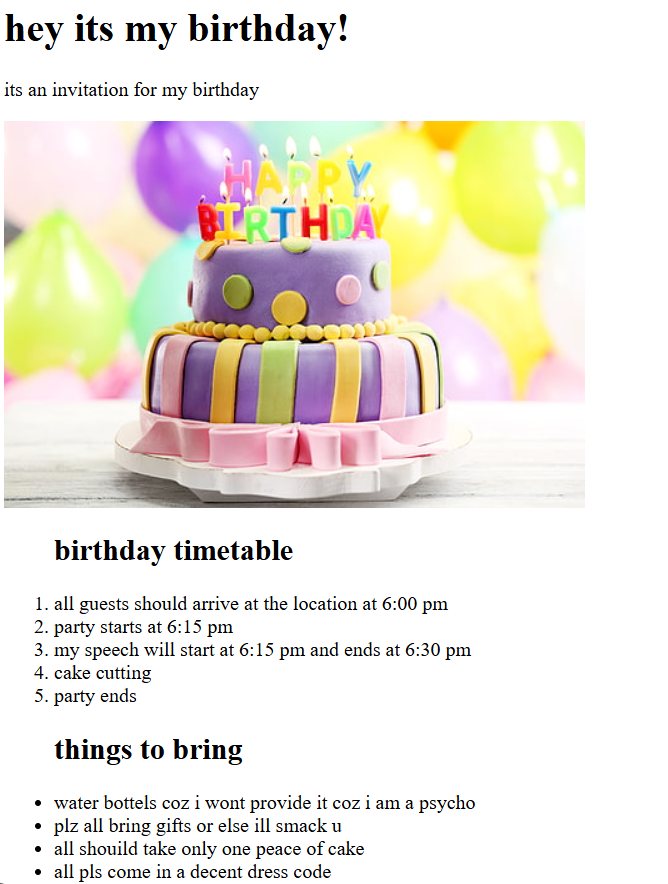 hey its my birthday!
its an invitation for my birthday
HAPPY
BIRTHDAY
birthday timetable
1. all guests should arrive at the location at 6:00 pm
2. party starts at 6:15 pm
3. my speech will start at 6:15 pm and ends at 6:30 pm
4. cake cutting
5. party ends
things to bring
• water bottels coz i wont provide it coz i am a psycho
• plz all bring gifts or else ill smack u
• all shouild take only one peace of cake
• all pls come in a decent dress code